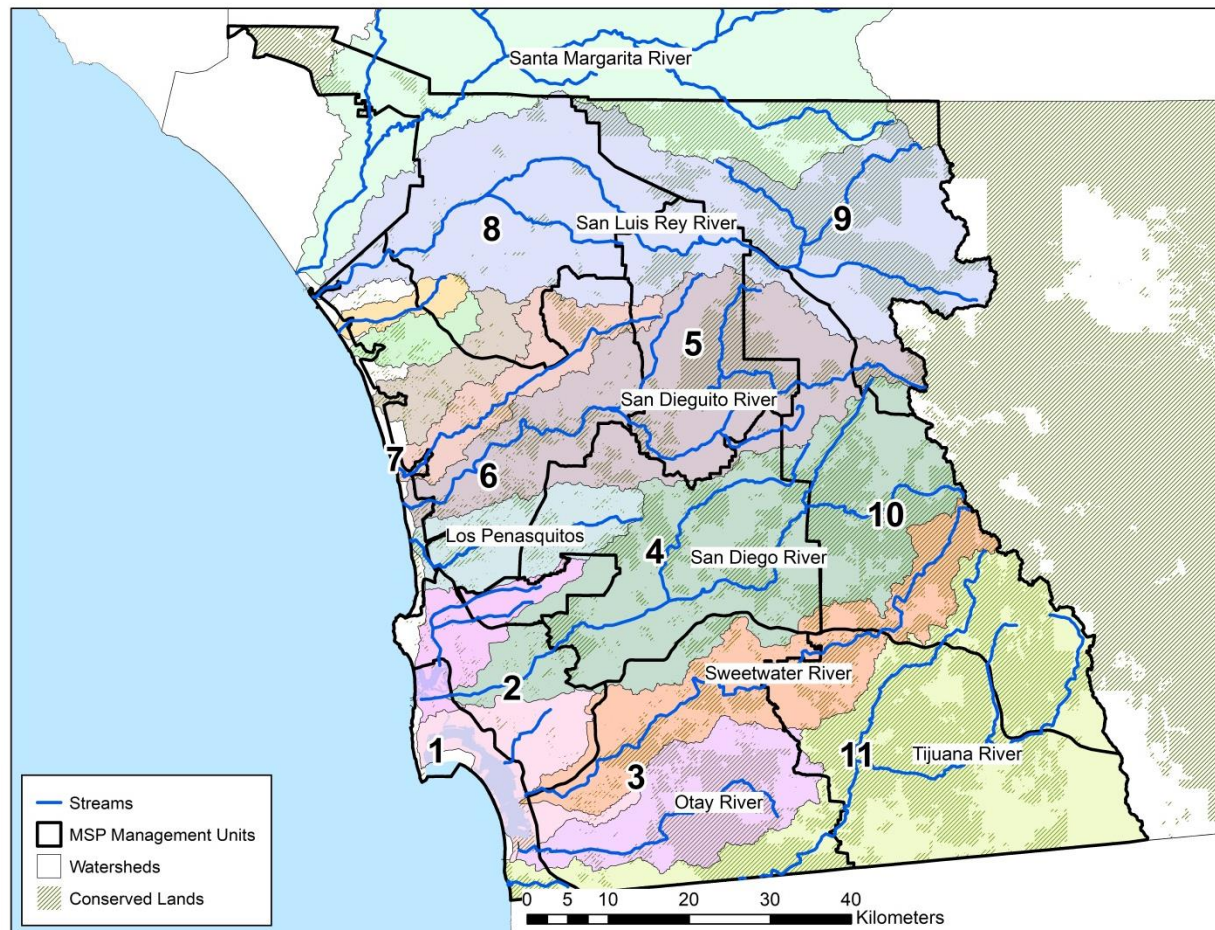 Santa Margarita River
9
8
San Luis Rey River
5
San Dieguito River
7
6
10
Los Penasquitos
4
San Diego River
2
Sweetwater River
1
3
11
Tijuana River
Otay River
Streams
MSP Management Units
Watersheds
Conserved Lands
0 5 10 20 30 40
Kilometers